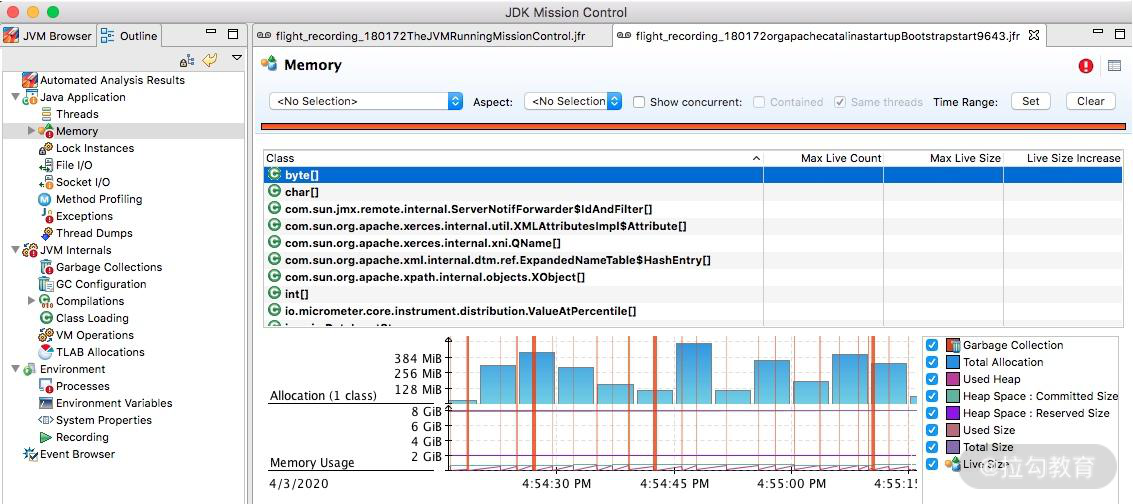 JDK Mission Control
JVM Browser
Outline
flight_recording_180172TheJVMRunningMissionControl.jfr
flight_recording_180172orgapachecatalinastartupBootstrapstart9643.jfr
Automated Analysis Results
Java Application
Threads
Memory
Lock Instances
File I/O
Socket I/O
Method Profiling
Exceptions
Thread Dumps
JVM Internals
Garbage Collections
GC Configuration
Compilations
Class Loading
VM Operations
TLAB Allocations
Environment
Processes
Environment Variables
System Properties
Recording
Event Browser
Memory
<No Selection>
Aspect:
<No Selection
Show concurrent:
Contained
Same threads
Time Range:
Set
Clear
Class
Max Live Count
Max Live Size
Live Size Increase
byte[]
char[]
com.sun.jmx.remote.internal.ServerNotifForwarder$IdAndFilter[]
com.sun.org.apache.xerces.internal.util.XMLAttributesImpl$Attribute[]
com.sun.org.apache.xerces.internal.xni.QName[]
com.sun.org.apache.xml.internal.dtm.ref.ExpandedNameTable$HashEntry[]
com.sun.org.apache.xpath.internal.objects.XObject[]
int[]
io.micrometer.core.instrument.distribution.ValueAtPercentile[]
384 MiB
256 MiB
128 MiB
Allocation (1 class)
8 GiB
6 GiB
4 GiB
2 GiB
Memory Usage
4/3/2020
4:54:30 PM
4:54:45 PM
4:55:00 PM
4:55:15
Garbage Collection
Total Allocation
Used Heap
Heap Space : Committed Size
Heap Space : Reserved Size
Used Size
Total Size
Live Size
@拉勾教育